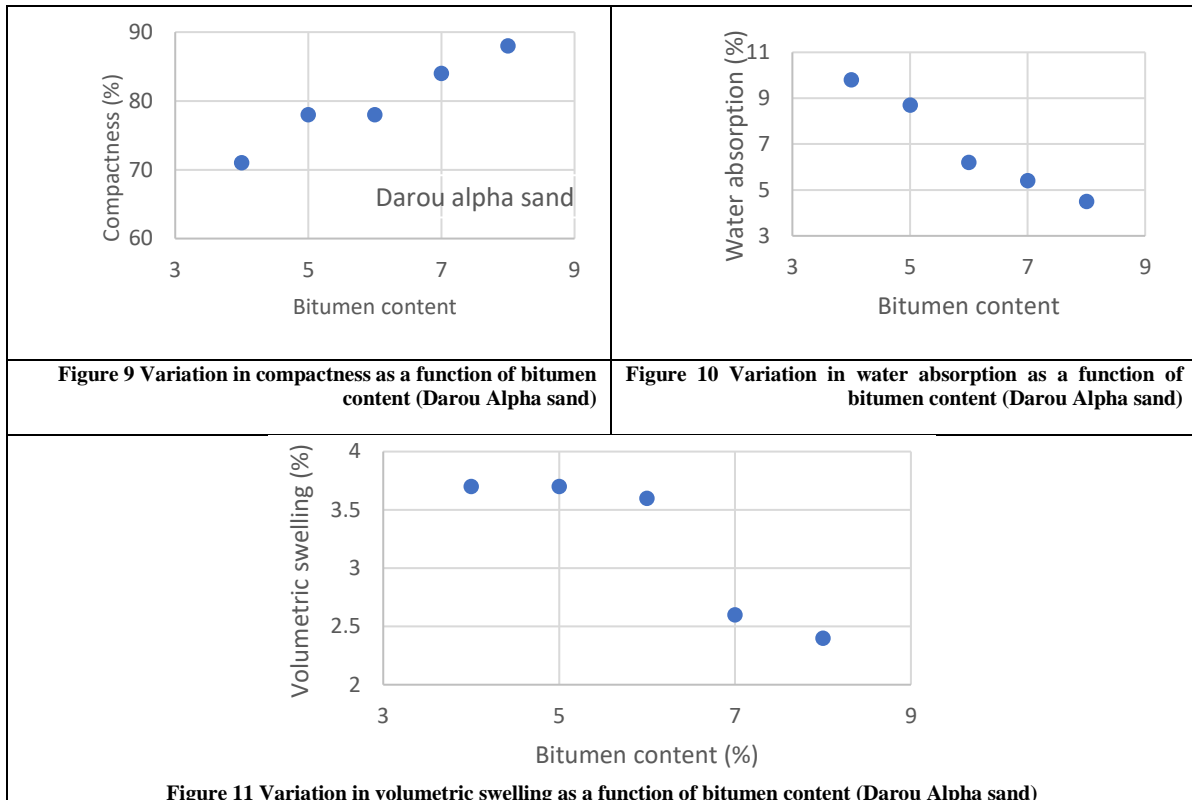 90
80
70
60
Compactness (%)
Darou alpha sand
3 5 7 9
Bitumen content
11
9
7
5
3
Water absorption (%)
3 5 7 9
Bitumen content
Figure 9 Variation in compactness as a function of bitumen
content (Darou Alpha sand)
Figure 10 Variation in water absorption as a function of
bitumen content (Darou Alpha sand)
4
3.5
3
2.5
2
Volumetric swelling (%)
3 5 7 9
Bitumen content (%)
Figure 11 Variation in volumetric swelling as a function of bitumen content (Darou Alpha sand)